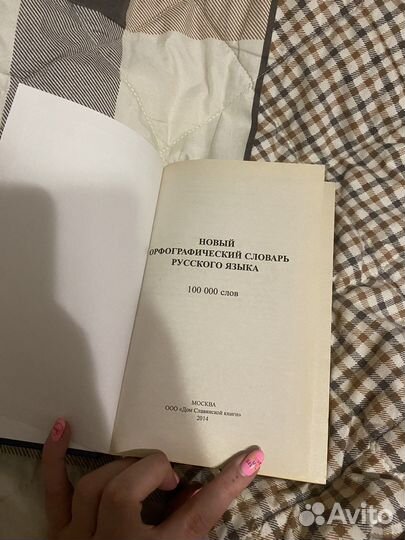 НОВЫЙ
ОРФОГРАФИЧЕСКИЙ СЛОВАРЬ
РУССКОГО ЯЗЫКА
100 000 слов
МОСКВА
ООО «Дом Славянской книги»
2014
Avito